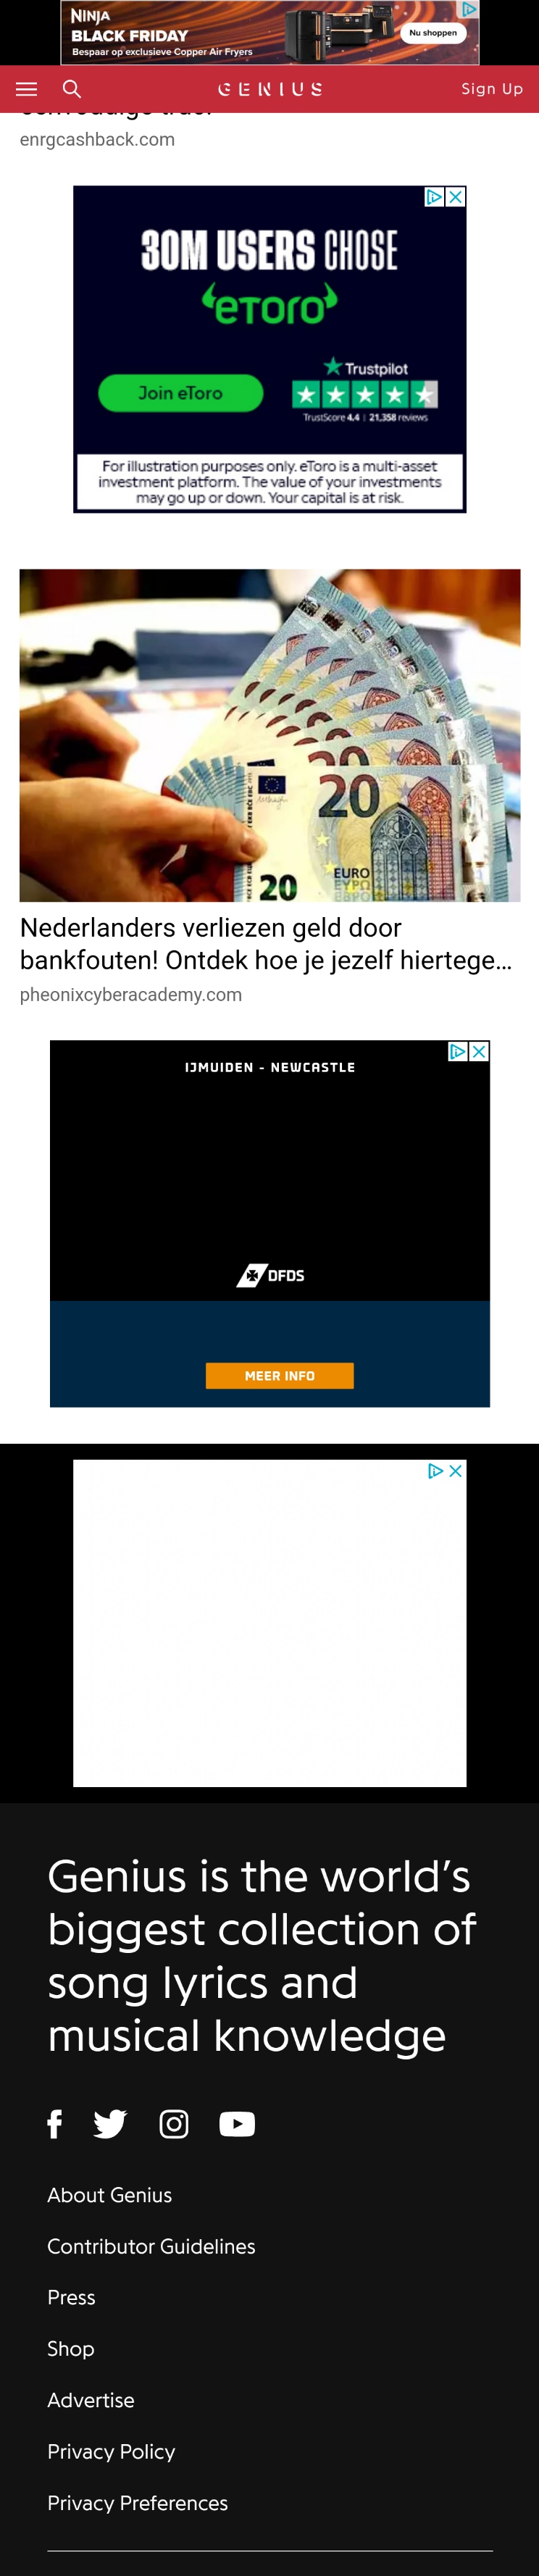 NINJA
BLACK FRIDAY
Bespaar op exclusieve Copper Air Fryers
Nu shoppen
GENIUS
Sign Up
enrgcashback.com
30M USERS CHOSE
eToro
Join eToro
Trustpilot
TrustScore 4,4 | 21,358 reviews
For illustration purposes only. eToro is a multi-asset
investment platform. The value of your investments
may go up or down. Your capital is at risk.
20
20
EURO
ΕΥΡΩ
20
Nederlanders verliezen geld door
bankfouten! Ontdek hoe je jezelf hiertege...
pheonixcyberacademy.com
IJMUIDEN - NEWCASTLE
DFDS
MEER INFO
Genius is the world’s
biggest collection of
song lyrics and
musical knowledge
About Genius
Contributor Guidelines
Press
Shop
Advertise
Privacy Policy
Privacy Preferences